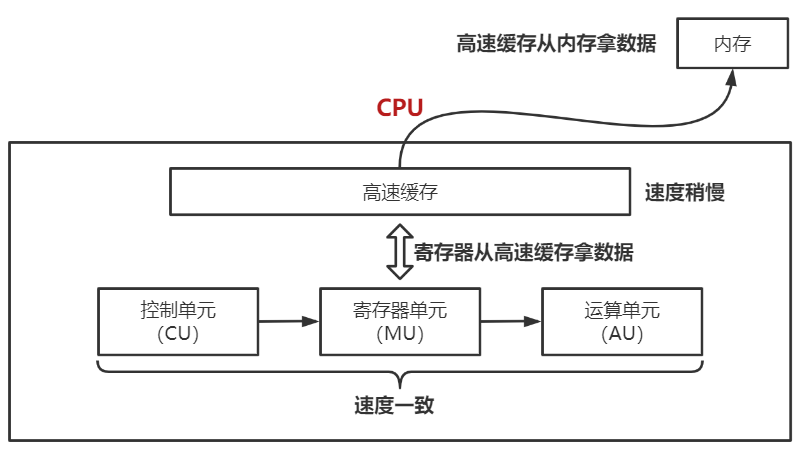 高速缓存从内存拿数据
内存
CPU
高速缓存
速度稍慢
寄存器从高速缓存拿数据
控制单元
（CU）
寄存器单元
（MU）
运算单元
（AU）
速度一致